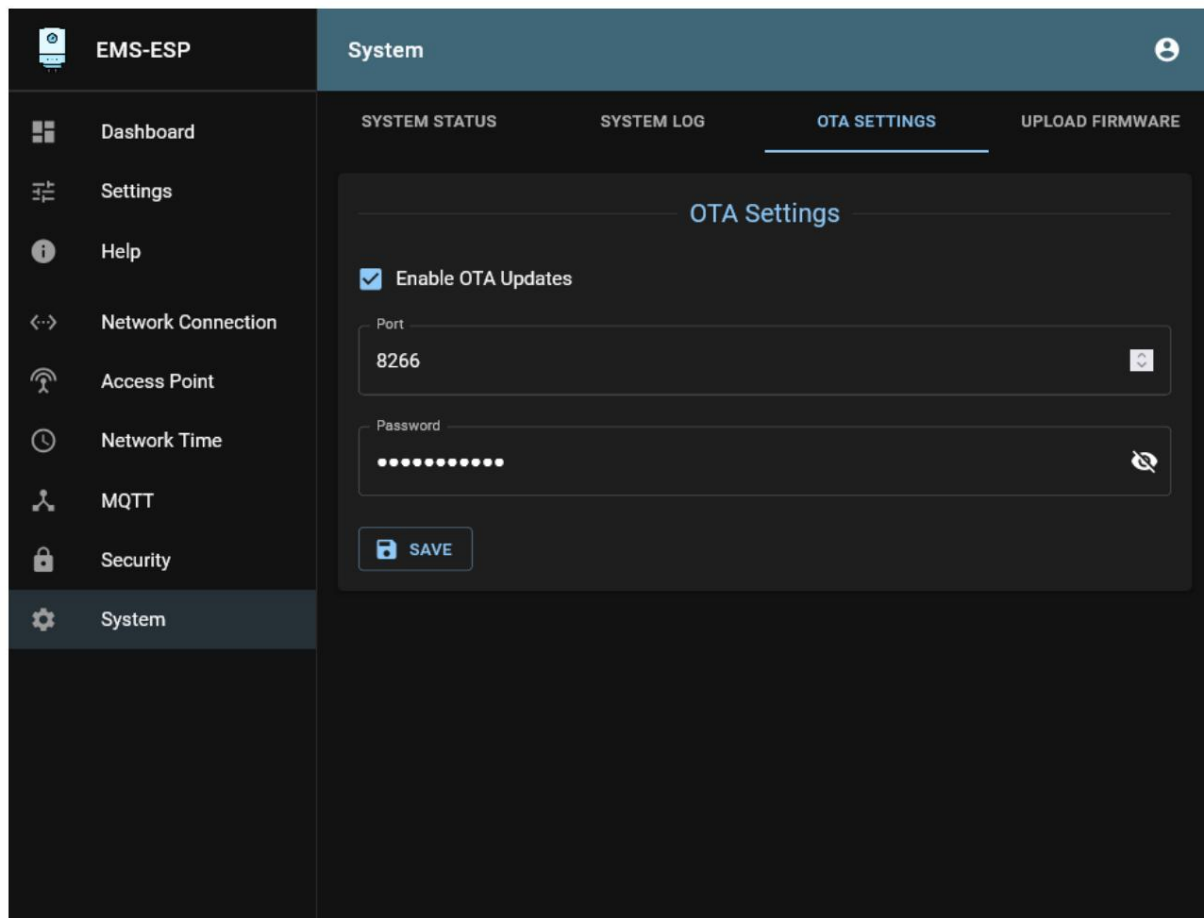 EMS-ESP
System
Dashboard
Settings
Help
Network Connection
Access Point
Network Time
MQTT
Security
System
SYSTEM STATUS
SYSTEM LOG
OTA SETTINGS
UPLOAD FIRMWARE
OTA Settings
Enable OTA Updates
Port
8266
Password
•••••••••••
SAVE